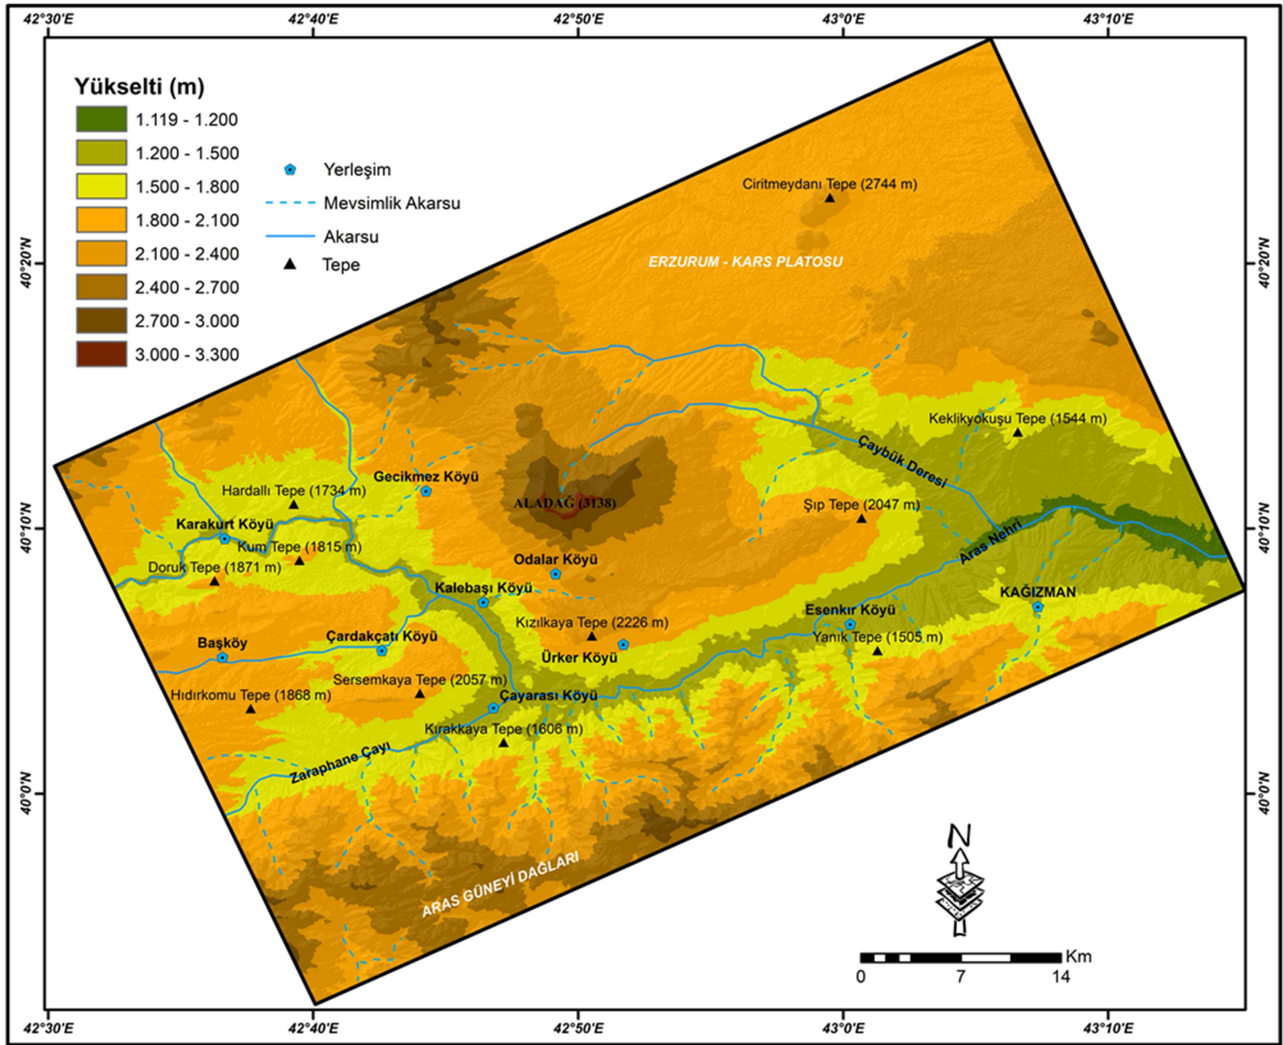 42°30'E 42°40'E 42°50'E 43°0'E 43°10'E
Yükselti (m)
1.119 - 1.200
1.200 - 1.500
1.500 - 1.800
1.800 - 2.100
2.100 - 2.400
2.400 - 2.700
2.700 - 3.000
3.000 - 3.300
Yerleşim
Mevsimlik Akarsu
Akarsu
Tepe
Ciritmeydanı Tepe (2744 m)
40°20'N 40°20'N
ERZURUM - KARS PLATOSU
Keklikyokuşu Tepe (1544 m)
Çaybük Deresi
Gecikmez Köyü
Hardallı Tepe (1734 m)
ALADAĞ (3138)
Şıp Tepe (2047 m)
Karakurt Köyü
40°10'N 40°10'N
Aras Nehri
Kum Tepe (1815 m)
Doruk Tepe (1871 m)
Odalar Köyü
Kalebaşı Köyü
KAĞIZMAN
Esenkır Köyü
Kızılkaya Tepe (2226 m)
Yanık Tepe (1505 m)
Başköy
Çardakçatı Köyü
Ürker Köyü
Sersemkaya Tepe (2057 m)
Hıdırkomu Tepe (1868 m)
Çayarası Köyü
Kırakkaya Tepe (1606 m)
Zaraphane Çayı
40°0'N 40°0'N
ARAS GÜNEYİ DAĞLARI
N
Km
0 7 14
42°30'E 42°40'E 42°50'E 43°0'E 43°10'E